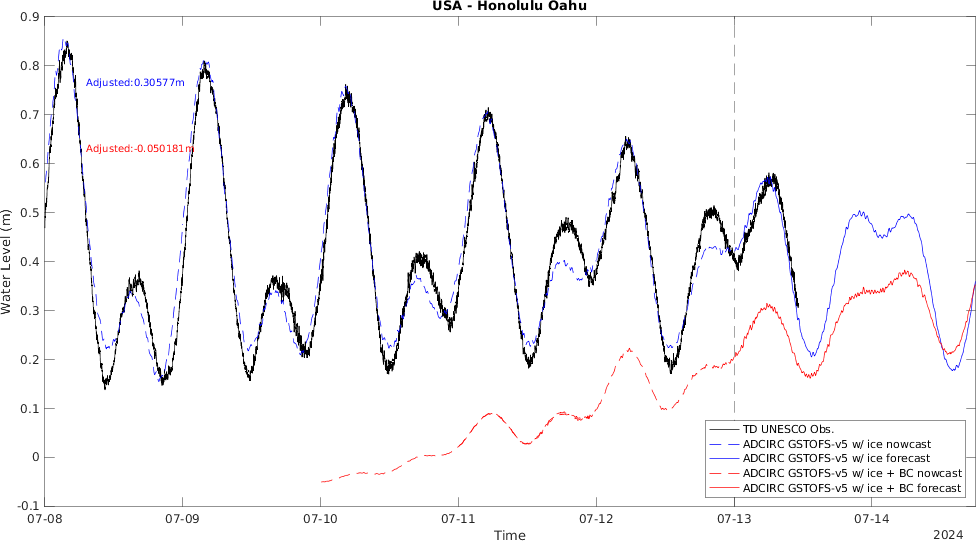 USA - Honolulu Oahu
0.9
0.8
0.7
0.6
0.5
0.4
0.3
0.2
0.1
0
-0.1
Water Level (m)
Adjusted:0.30577m
Adjusted:-0.050181m
TD UNESCO Obs.
ADCIRC GSTOFS-v5 w/ ice nowcast
ADCIRC GSTOFS-v5 w/ ice forecast
ADCIRC GSTOFS-v5 w/ ice + BC nowcast
ADCIRC GSTOFS-v5 w/ ice + BC forecast
07-08 07-09 07-10 07-11 07-12 07-13 07-14
Time
2024